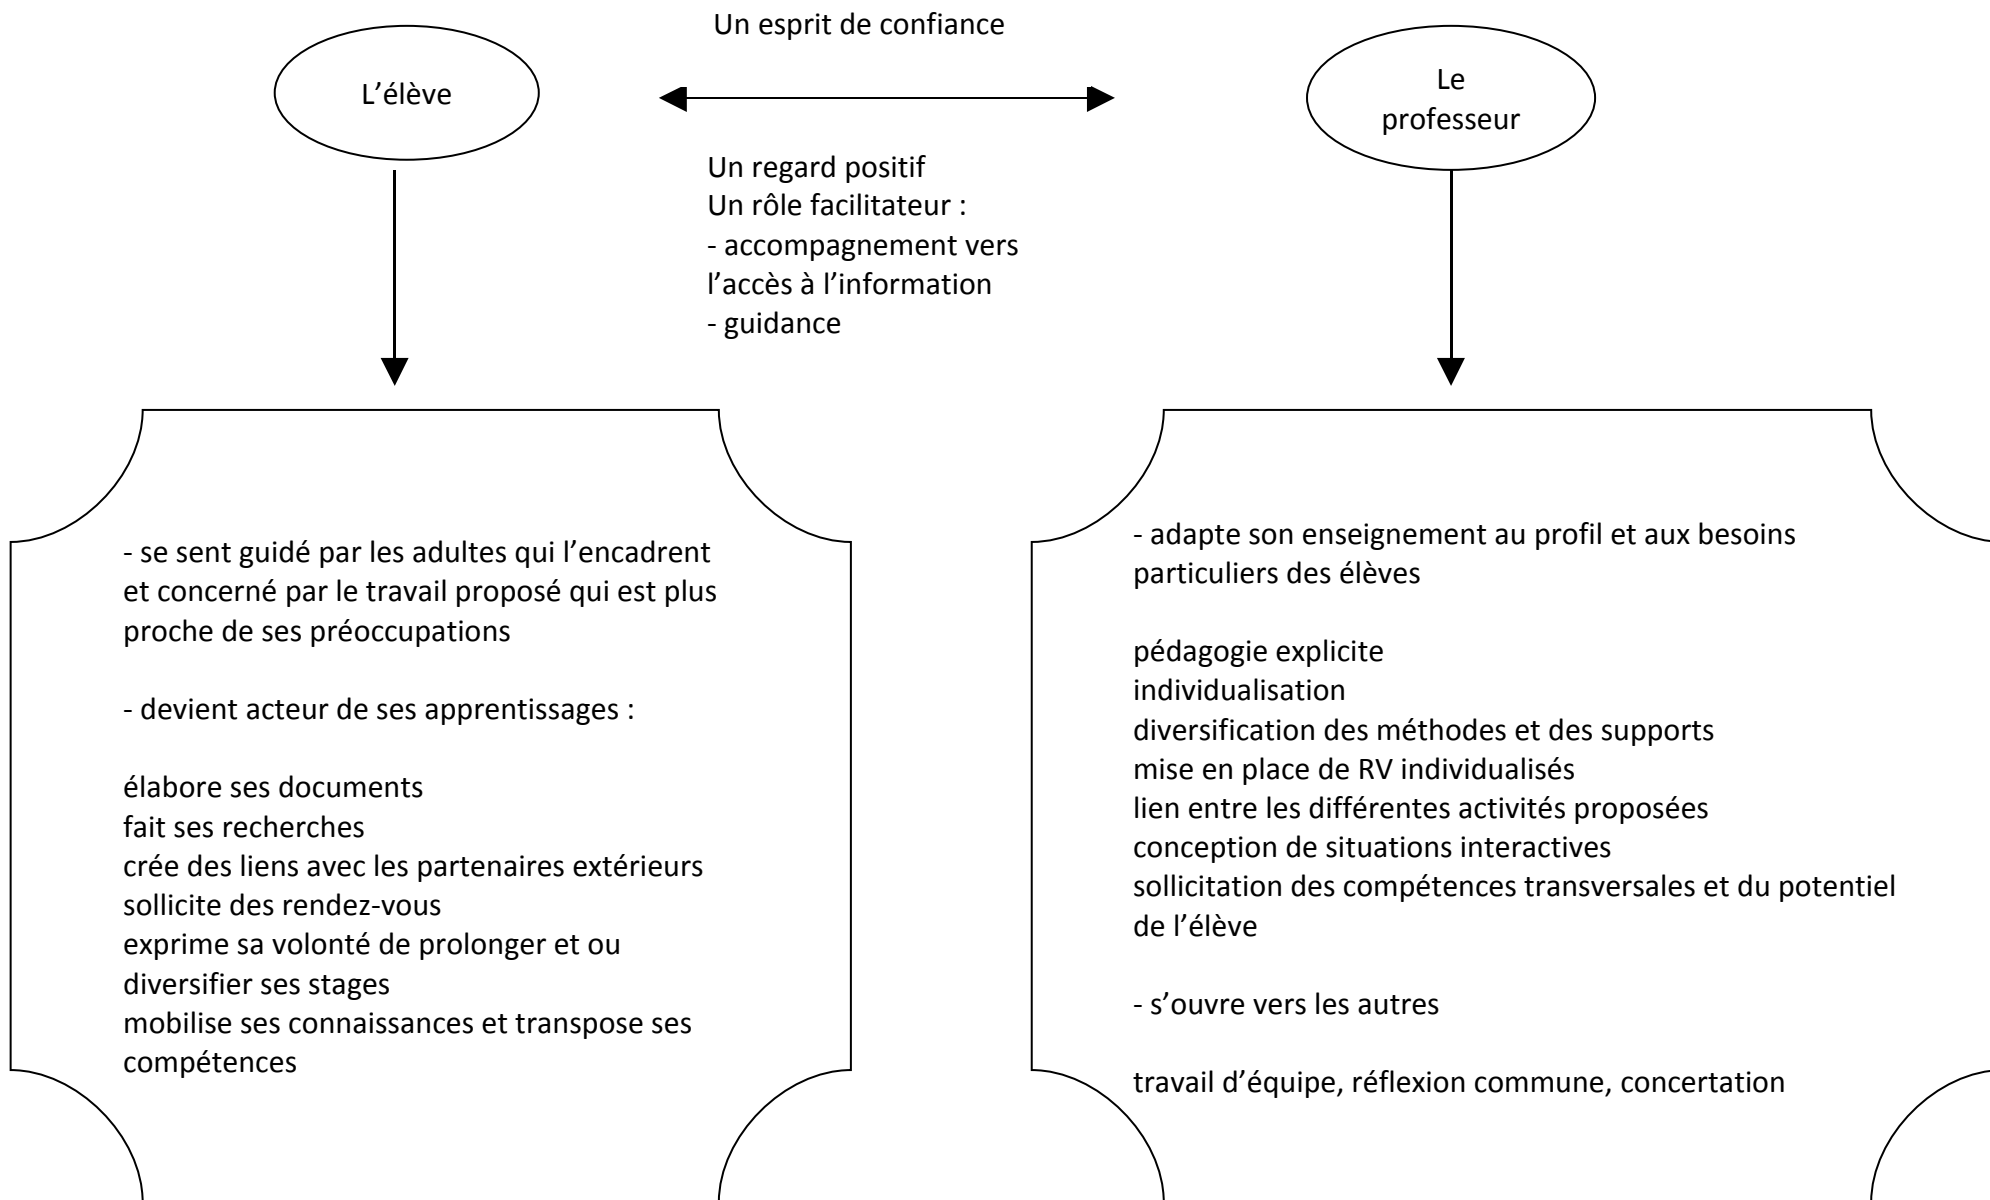 Un esprit de confiance
L’élève
Le
professeur
Un regard positif
Un rôle facilitateur :
- accompagnement vers
l’accès à l’information
- guidance
- se sent guidé par les adultes qui l’encadrent
et concerné par le travail proposé qui est plus
proche de ses préoccupations
- devient acteur de ses apprentissages :
élabore ses documents
fait ses recherches
crée des liens avec les partenaires extérieurs
sollicite des rendez-vous
exprime sa volonté de prolonger et ou
diversifier ses stages
mobilise ses connaissances et transpose ses
compétences
- adapte son enseignement au profil et aux besoins
particuliers des élèves
pédagogie explicite
individualisation
diversification des méthodes et des supports
mise en place de RV individualisés
lien entre les différentes activités proposées
conception de situations interactives
sollicitation des compétences transversales et du potentiel
de l’élève
- s’ouvre vers les autres
travail d’équipe, réflexion commune, concertation